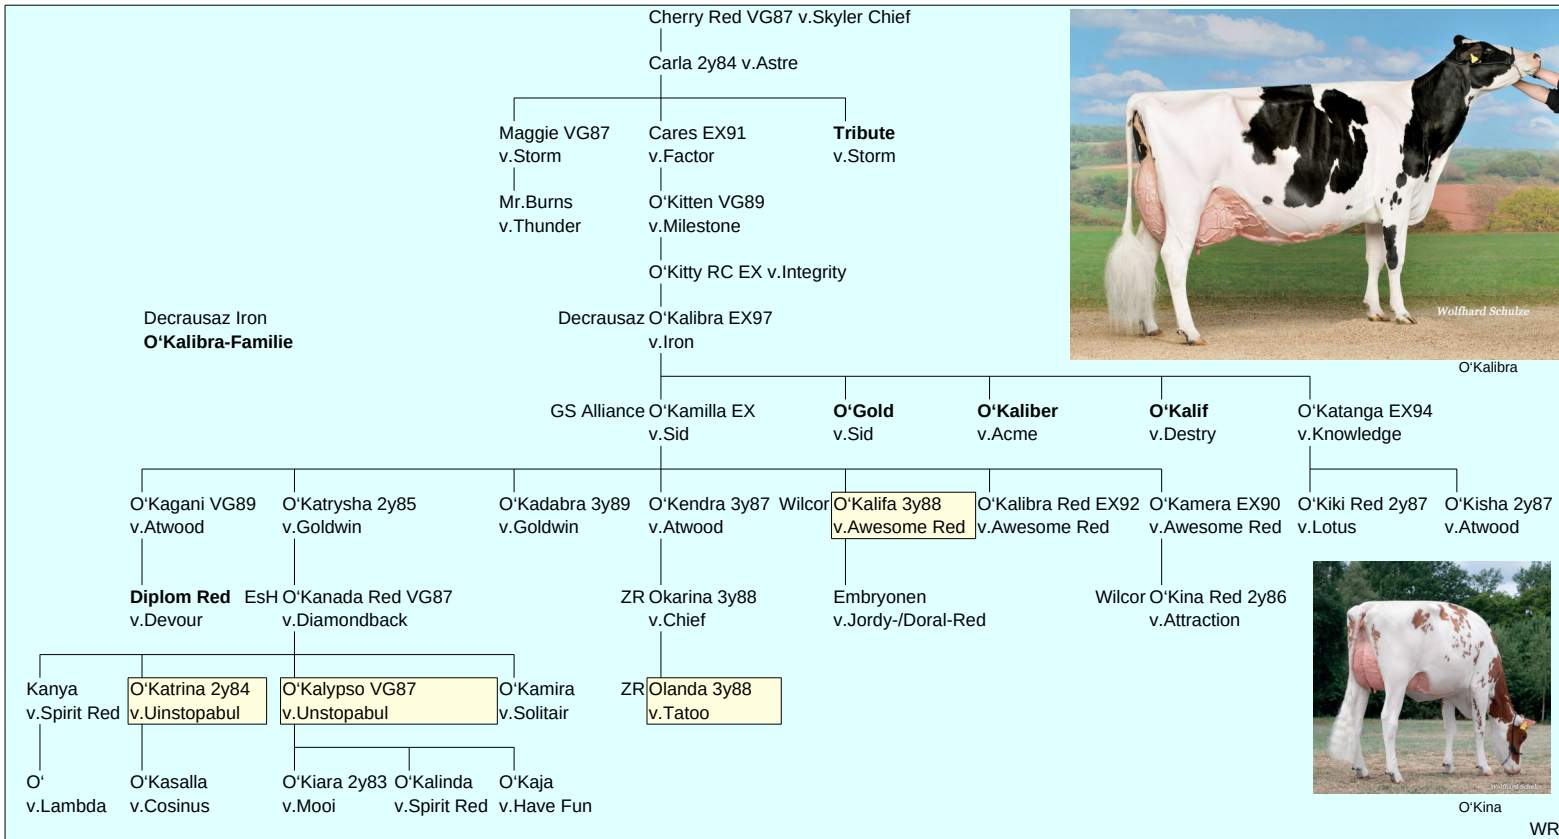 Cherry Red VG87 v.Skyler Chief
Carla 2y84 v.Astre
Maggie VG87 Cares EX91 Tribute
v.Storm v.Factor v.Storm
Mr.Burns O‘Kitten VG89
v.Thunder v.Milestone
O‘Kitty RC EX v.Integrity
Wolfhard Schulze
Decrausaz Iron Decrausaz O‘Kalibra EX97
O‘Kalibra-Familie v.Iron
O‘Kalibra
GS Alliance O‘Kamilla EX O‘Gold O‘Kaliber O‘Kalif O‘Katanga EX94
v.Sid v.Sid v.Acme v.Destry v.Knowledge
O‘Kagani VG89 O‘Katrysha 2y85 O‘Kadabra 3y89 O‘Kendra 3y87 Wilcor O‘Kalifa 3y88 O‘Kalibra Red EX92 O‘Kamera EX90 O‘Kiki Red 2y87 O‘Kisha 2y87
v.Atwood v.Goldwin v.Goldwin v.Atwood v.Awesome Red v.Awesome Red v.Awesome Red v.Lotus v.Atwood
Diplom Red EsH O‘Kanada Red VG87 ZR Okarina 3y88 Embryonen Wilcor O‘Kina Red 2y86
v.Devour v.Diamondback v.Chief v.Jordy-/Doral-Red v.Attraction
Kanya O‘Katrina 2y84 O‘Kalypso VG87 O‘Kamira ZR Olanda 3y88
v.Spirit Red v.Uinstopabul v.Unstopabul v.Solitair v.Tatoo
O‘ O‘Kasalla O‘Kiara 2y83 O‘Kalinda O‘Kaja
v.Lambda v.Cosinus v.Mooi v.Spirit Red v.Have Fun
Wolfhard Schulze
O‘Kina
WR